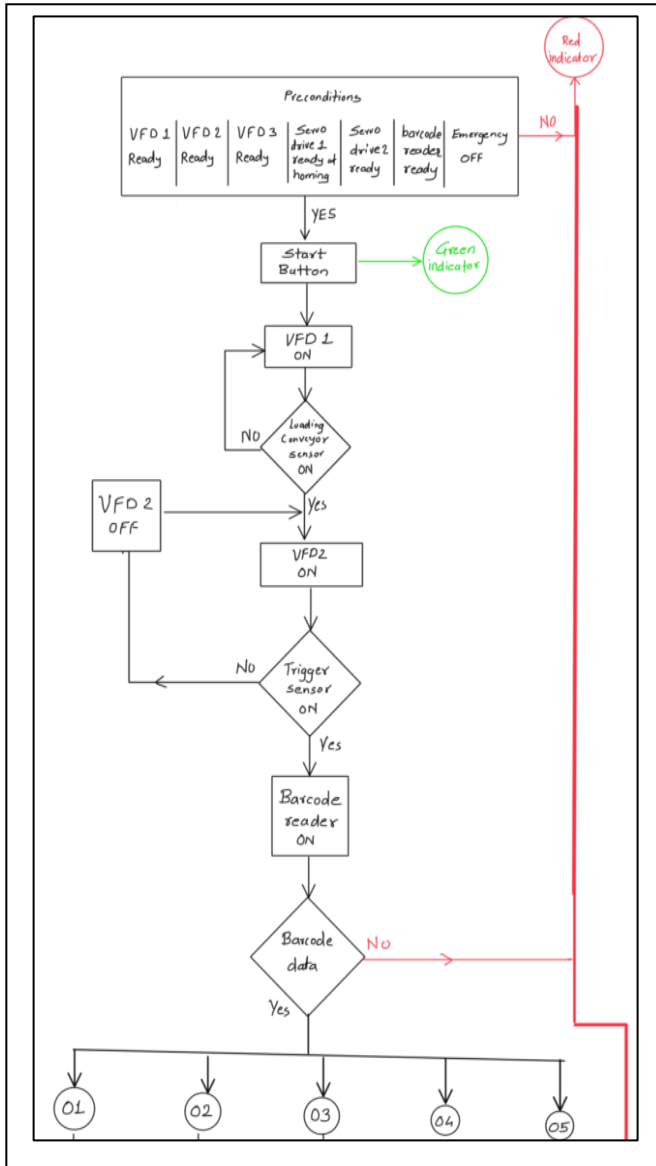 Red
indicator
Preconditions
VFD 1
Ready
VFD 2
Ready
VFD 3
Ready
Servo
drive 1
ready at
homing
Servo
drive 2
ready
barcode
reader
ready
Emergency
OFF
NO
YES
Start
Button
Green
indicator
VFD 1
ON
Loading
Conveyor
sensor
ON
NO
Yes
VFD 2
OFF
VFD2
ON
Trigger
sensor
ON
No
Yes
Barcode
reader
ON
Barcode
data
No
Yes
01
02
03
04
05